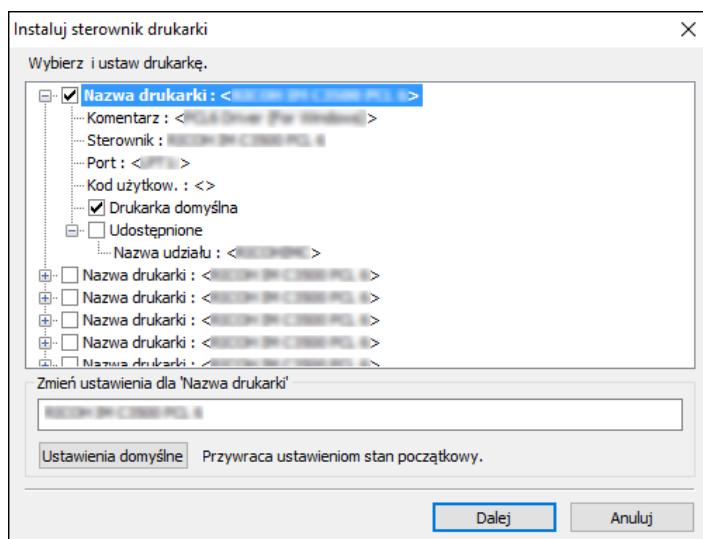 Instaluj sterownik drukarki
Wybierz i ustaw drukarkę.
Nazwa drukarki : < >
Komentarz : < >
Sterownik :
Port : < >
Kod użytkow. : <>
Drukarka domyślna
Udostępnione
Nazwa udziału : < >
Nazwa drukarki : < >
Nazwa drukarki : < >
Nazwa drukarki : < >
Nazwa drukarki : < >
Nazwa drukarki : < >
Zmień ustawienia dla 'Nazwa drukarki'
Ustawienia domyślne Przywraca ustawieniom stan początkowy.
Dalej Anuluj